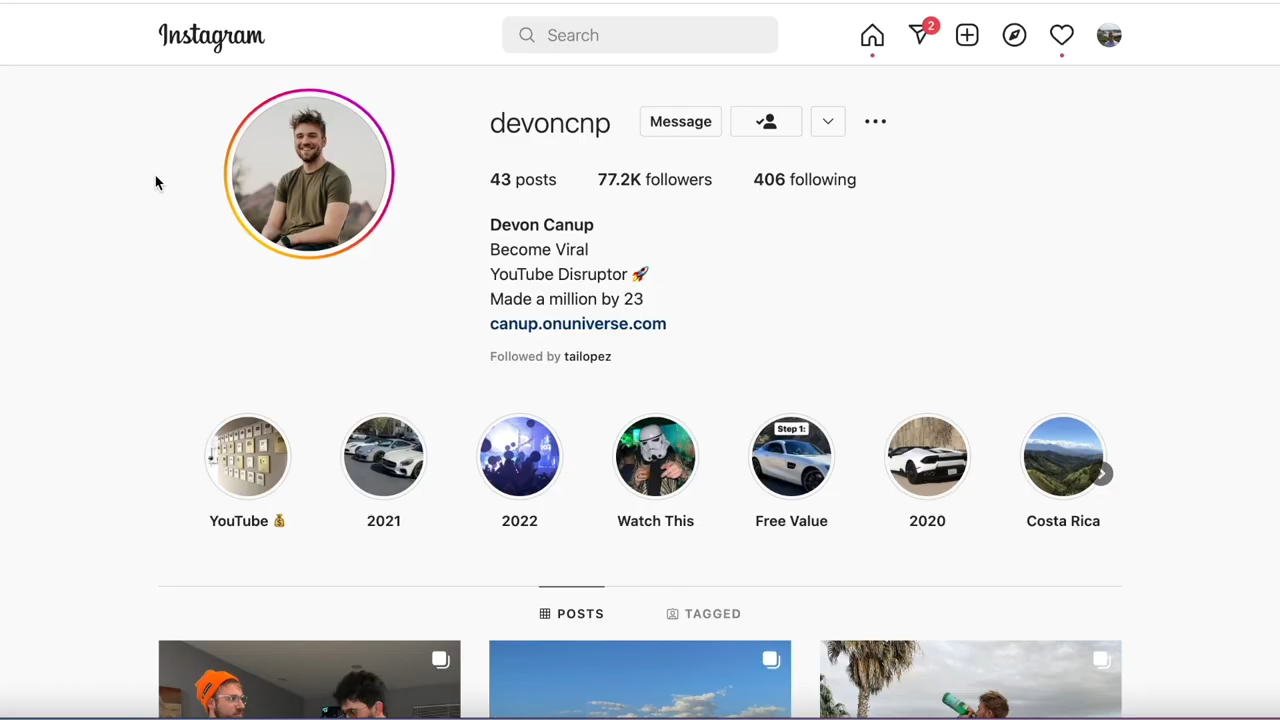 Instagram
Search
2
devoncnp
Message
43 posts 77.2K followers 406 following
Devon Canup
Become Viral
YouTube Disruptor 🚀
Made a million by 23
canup.onuniverse.com
Followed by tailopez
Step 1:
YouTube 💰 2021 2022 Watch This Free Value 2020 Costa Rica
POSTS TAGGED